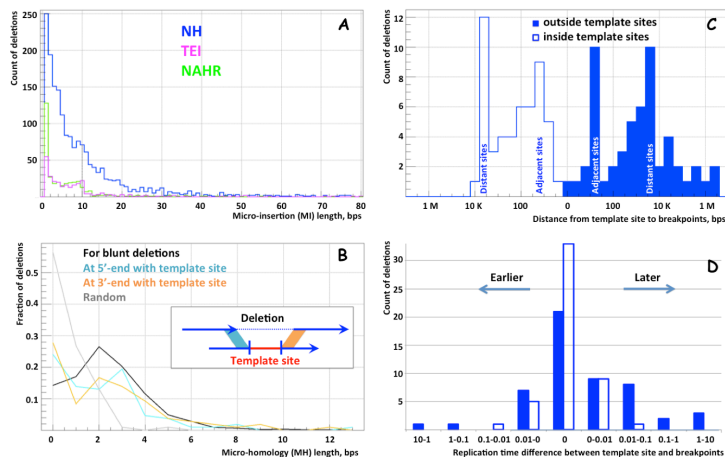 A
NH
TEI
NAHR
Count of deletions
250
200
150
100
50
0
10
20
30
40
50
60
70
80
Micro-insertion (MI) length, bps
C
outside template sites
inside template sites
Count of deletions
12
10
8
6
4
2
Distant sites
Adjacent sites
Adjacent sites
Distant sites
1 M
10 K
100
0
100
10 K
1 M
Distance from template site to breakpoints, bps
B
For blunt deletions
At 5'-end with template site
At 3'-end with template site
Random
Fraction of deletions
0.5
0.4
0.3
0.2
0.1
Deletion
Template site
0
2
4
6
8
10
12
Micro-homology (MH) length, bps
D
Earlier
Later
Count of deletions
30
25
20
15
10
5
10-1
1-0.1
0.1-0.01
0.01-0
0
0-0.01
0.01-0.1
0.1-1
1-10
Replication time difference between template site and breakpoints